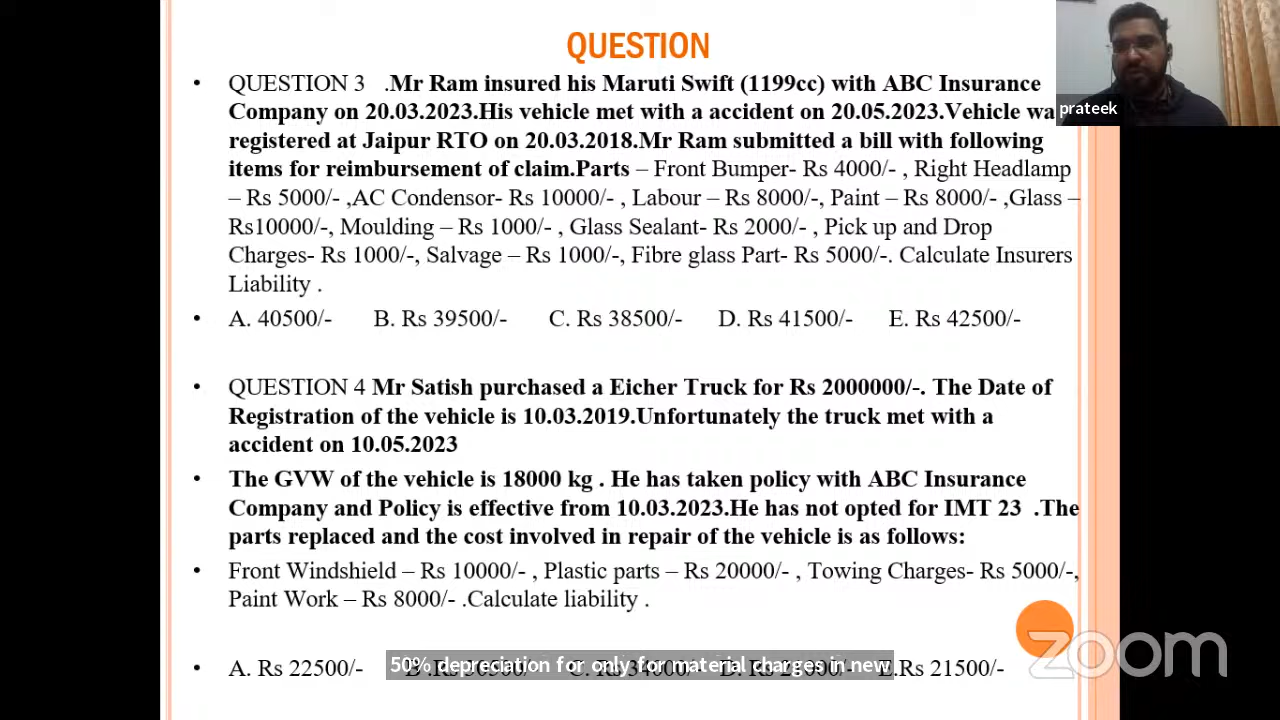 QUESTION
• QUESTION 3 .Mr Ram insured his Maruti Swift (1199cc) with ABC Insurance
Company on 20.03.2023.His vehicle met with a accident on 20.05.2023.Vehicle wa
registered at Jaipur RTO on 20.03.2018.Mr Ram submitted a bill with following
items for reimbursement of claim.Parts – Front Bumper- Rs 4000/- , Right Headlamp
– Rs 5000/- ,AC Condensor- Rs 10000/- , Labour – Rs 8000/-, Paint – Rs 8000/- ,Glass –
Rs10000/-, Moulding – Rs 1000/- , Glass Sealant- Rs 2000/- , Pick up and Drop
Charges- Rs 1000/-, Salvage – Rs 1000/-, Fibre glass Part- Rs 5000/-. Calculate Insurers
Liability .
• A. 40500/- B. Rs 39500/- C. Rs 38500/- D. Rs 41500/- E. Rs 42500/-
• QUESTION 4 Mr Satish purchased a Eicher Truck for Rs 2000000/-. The Date of
Registration of the vehicle is 10.03.2019.Unfortunately the truck met with a
accident on 10.05.2023
• The GVW of the vehicle is 18000 kg . He has taken policy with ABC Insurance
Company and Policy is effective from 10.03.2023.He has not opted for IMT 23 .The
parts replaced and the cost involved in repair of the vehicle is as follows:
• Front Windshield – Rs 10000/- , Plastic parts – Rs 20000/- , Towing Charges- Rs 5000/-,
Paint Work – Rs 8000/- .Calculate liability .
• A. Rs 22500/- E.Rs 21500/-
50% depreciation for only for material charges in new
prateek
zoom